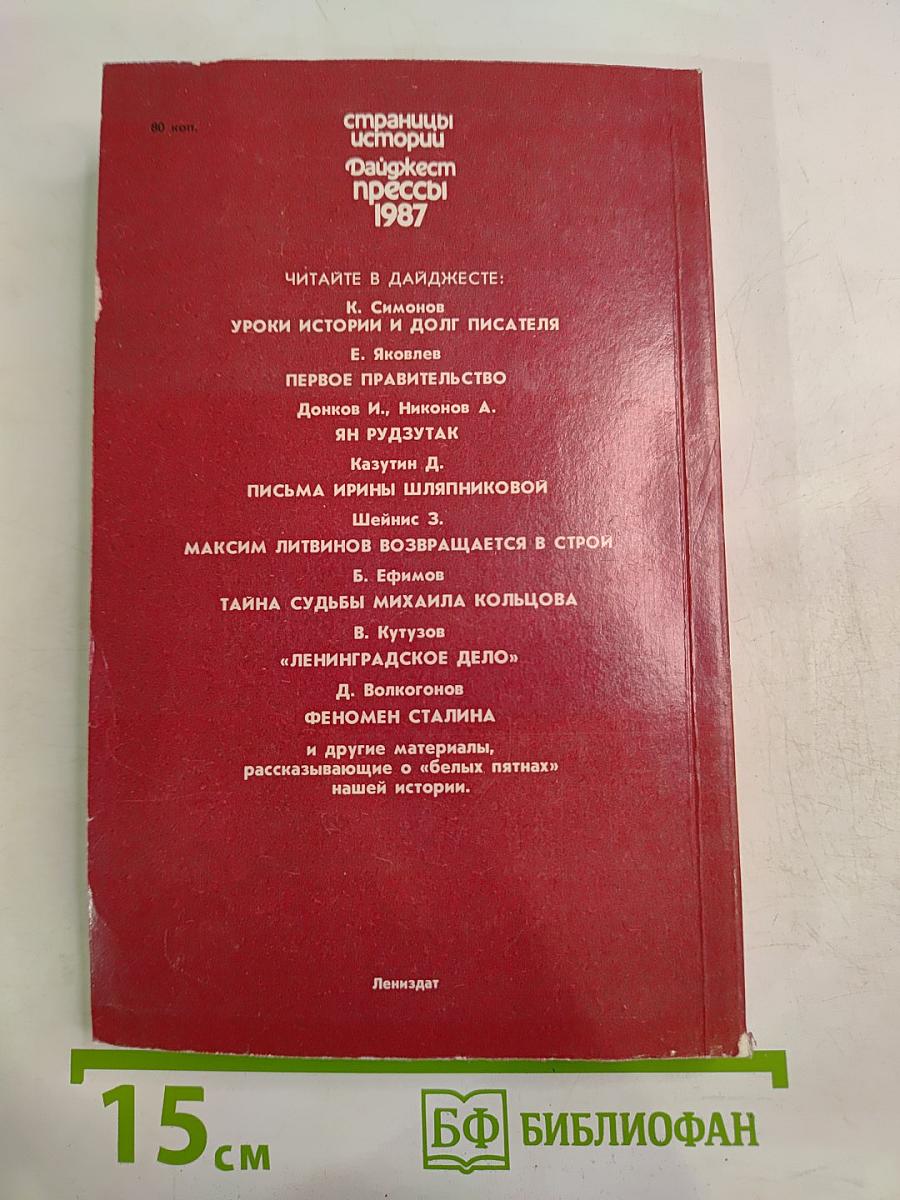 80 коп.
страницы
истории
Дайджест
прессы
1987
ЧИТАЙТЕ В ДАЙДЖЕСТЕ:
К. Симонов
УРОКИ ИСТОРИИ И ДОЛГ ПИСАТЕЛЯ
Е. Яковлев
ПЕРВОЕ ПРАВИТЕЛЬСТВО
Донков И., Никонов А.
ЯН РУДЗУТАК
Казутин Д.
ПИСЬМА ИРИНЫ ШЛЯПНИКОВОЙ
Шейнис З.
МАКСИМ ЛИТВИНОВ ВОЗВРАЩАЕТСЯ В СТРОЙ
Б. Ефимов
ТАЙНА СУДЬБЫ МИХАИЛА КОЛЬЦОВА
В. Кутузов
«ЛЕНИНГРАДСКОЕ ДЕЛО»
Д. Волкогонов
ФЕНОМЕН СТАЛИНА
и другие материалы,
рассказывающие о «белых пятнах»
нашей истории.
Лениздат
15 см
БФ БИБЛИОФАН